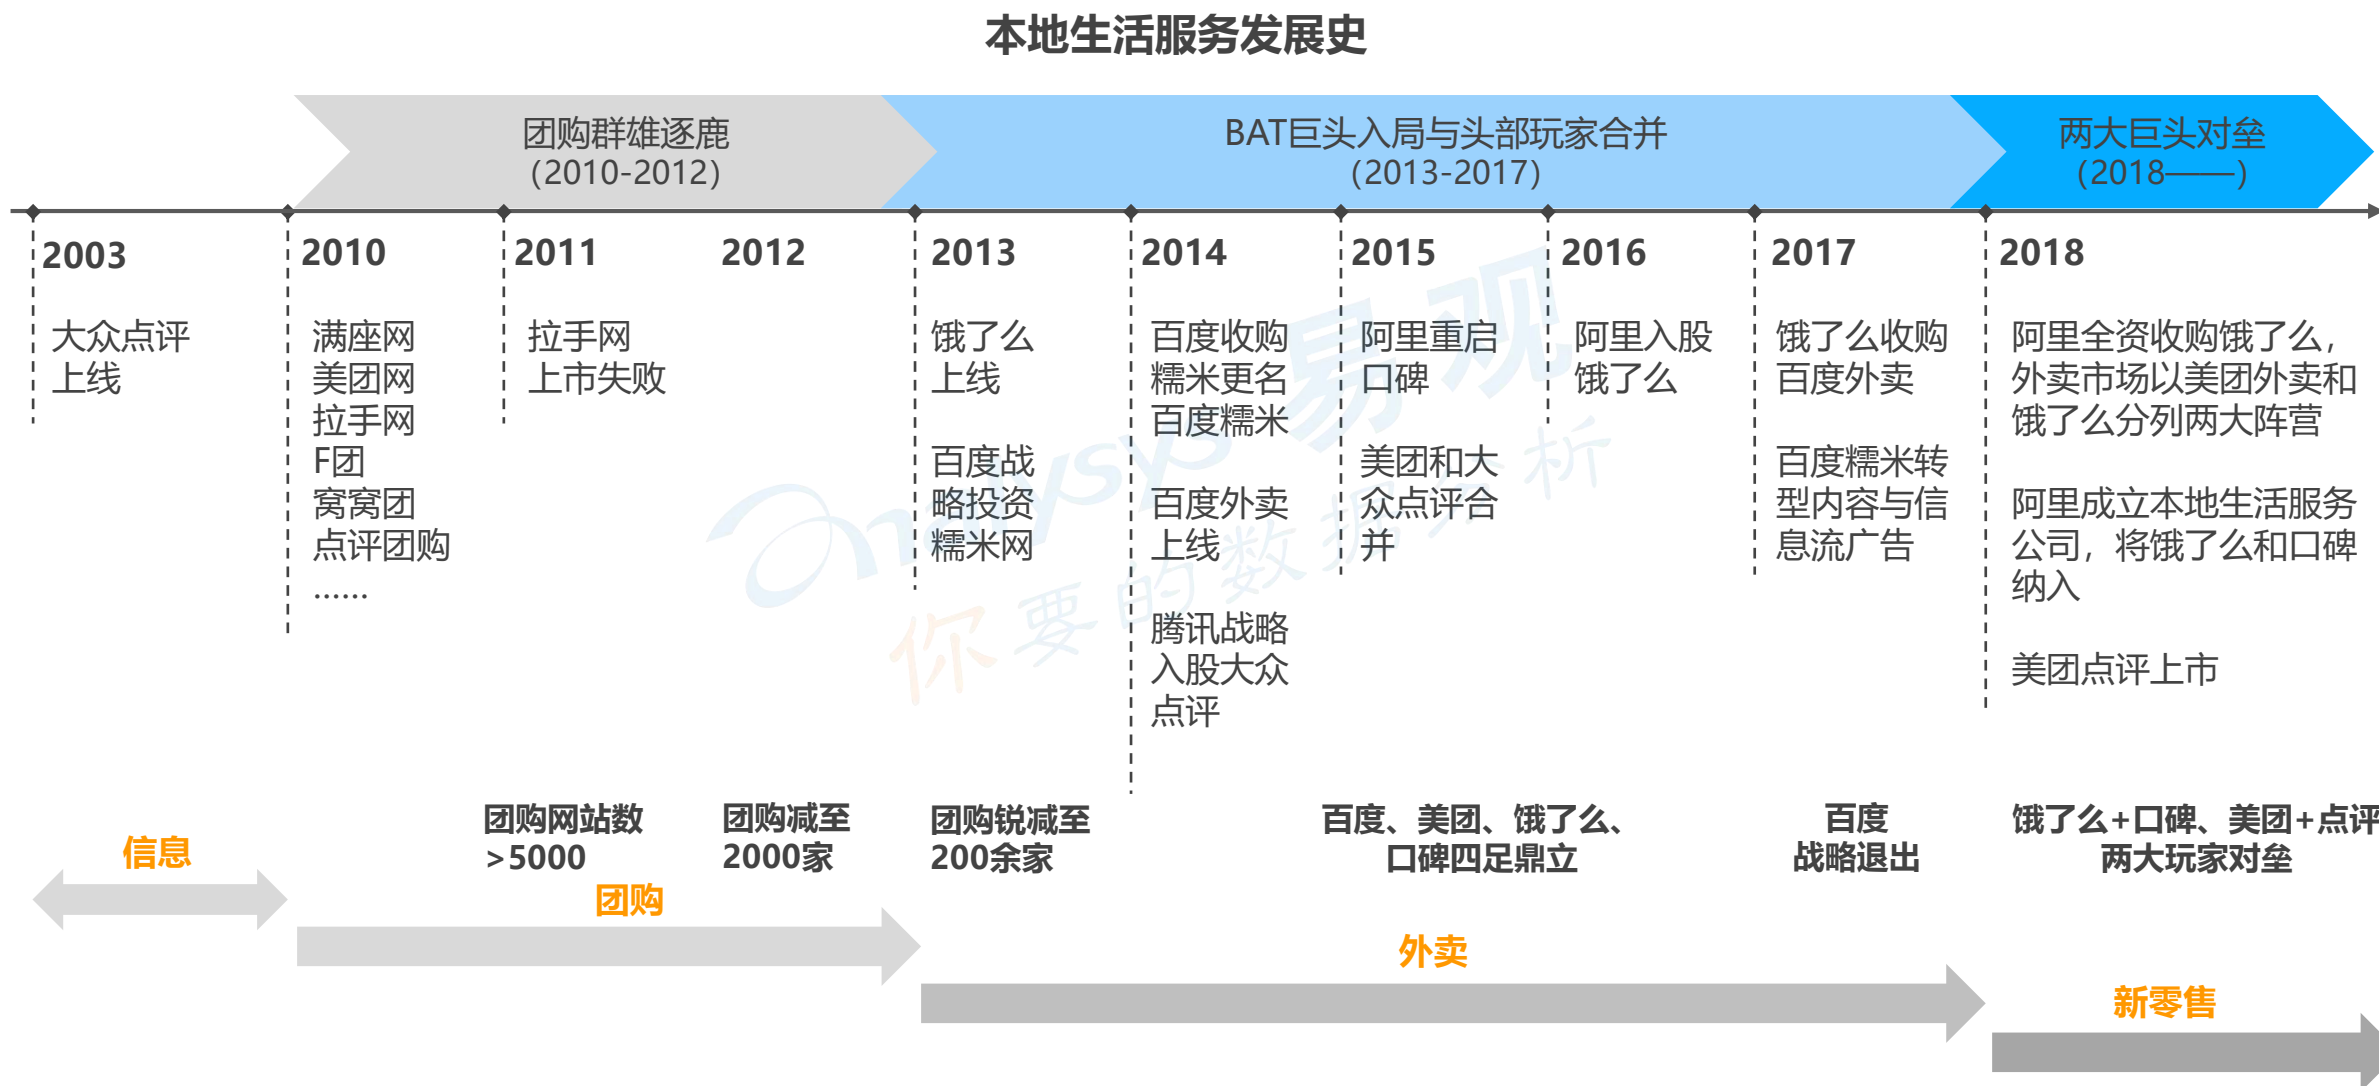 本地生活服务发展史
团购群雄逐鹿
（2010-2012）
BAT巨头入局与头部玩家合并
（2013-2017）
两大巨头对垒
（2018——）
2003
大众点评
上线
2010
满座网
美团网
拉手网
F团
窝窝团
点评团购
……
2011
拉手网
上市失败
2012
2013
饿了么
上线
百度战
略投资
糯米网
2014
百度收购
糯米更名
百度糯米
百度外卖
上线
腾讯战略
入股大众
点评
2015
阿里重启
口碑
美团和大
众点评合
并
2016
阿里入股
饿了么
2017
饿了么收购
百度外卖
百度糯米转
型内容与信
息流广告
2018
阿里全资收购饿了么，
外卖市场以美团外卖和
饿了么分列两大阵营
阿里成立本地生活服务
公司，将饿了么和口碑
纳入
美团点评上市
analysys 易观
你要的数据分析
团购网站数
>5000
团购减至
2000家
团购锐减至
200余家
百度、美团、饿了么、
口碑四足鼎立
百度
战略退出
饿了么+口碑、美团+点评
两大玩家对垒
信息
团购
外卖
新零售